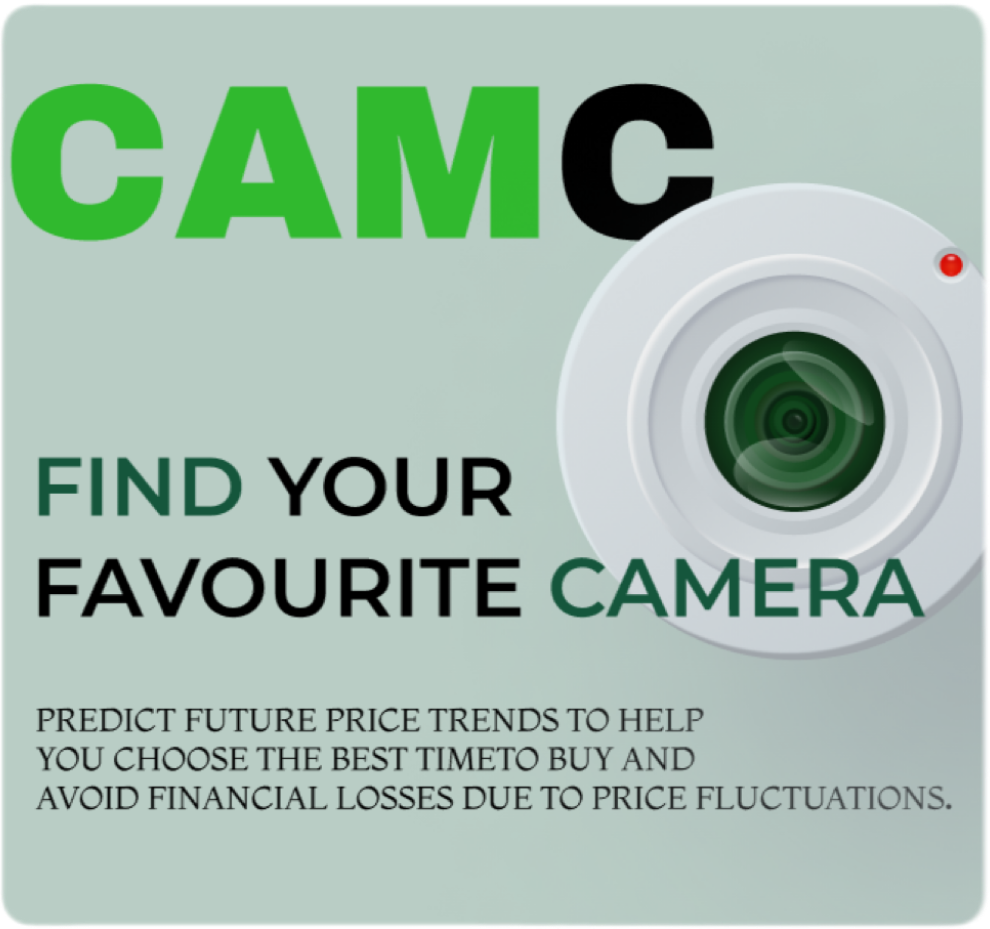 CAMC
FIND YOUR
FAVOURITE CAMERA
PREDICT FUTURE PRICE TRENDS TO HELP
YOU CHOOSE THE BEST TIMETO BUY AND
AVOID FINANCIAL LOSSES DUE TO PRICE FLUCTUATIONS.